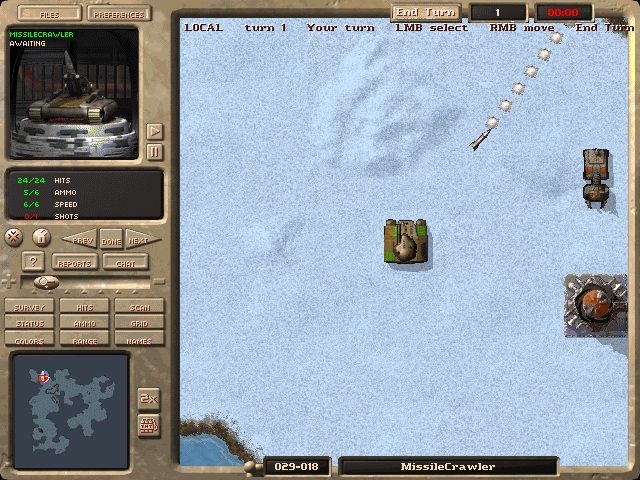 FILES
PREFERENCES
End Turn
1
00:00
LOCAL turn 1 Your turn LMB select RMB move End Turn
MISSILECRAWLER
AWAITING
24/24 HITS
5/6 AMMO
6/6 SPEED
0/1 SHOTS
PREV
DONE
NEXT
?
REPORTS
CHAT
SURVEY
HITS
SCAN
STATUS
AMMO
GRID
COLORS
RANGE
NAMES
2x
029-018
MissileCrawler